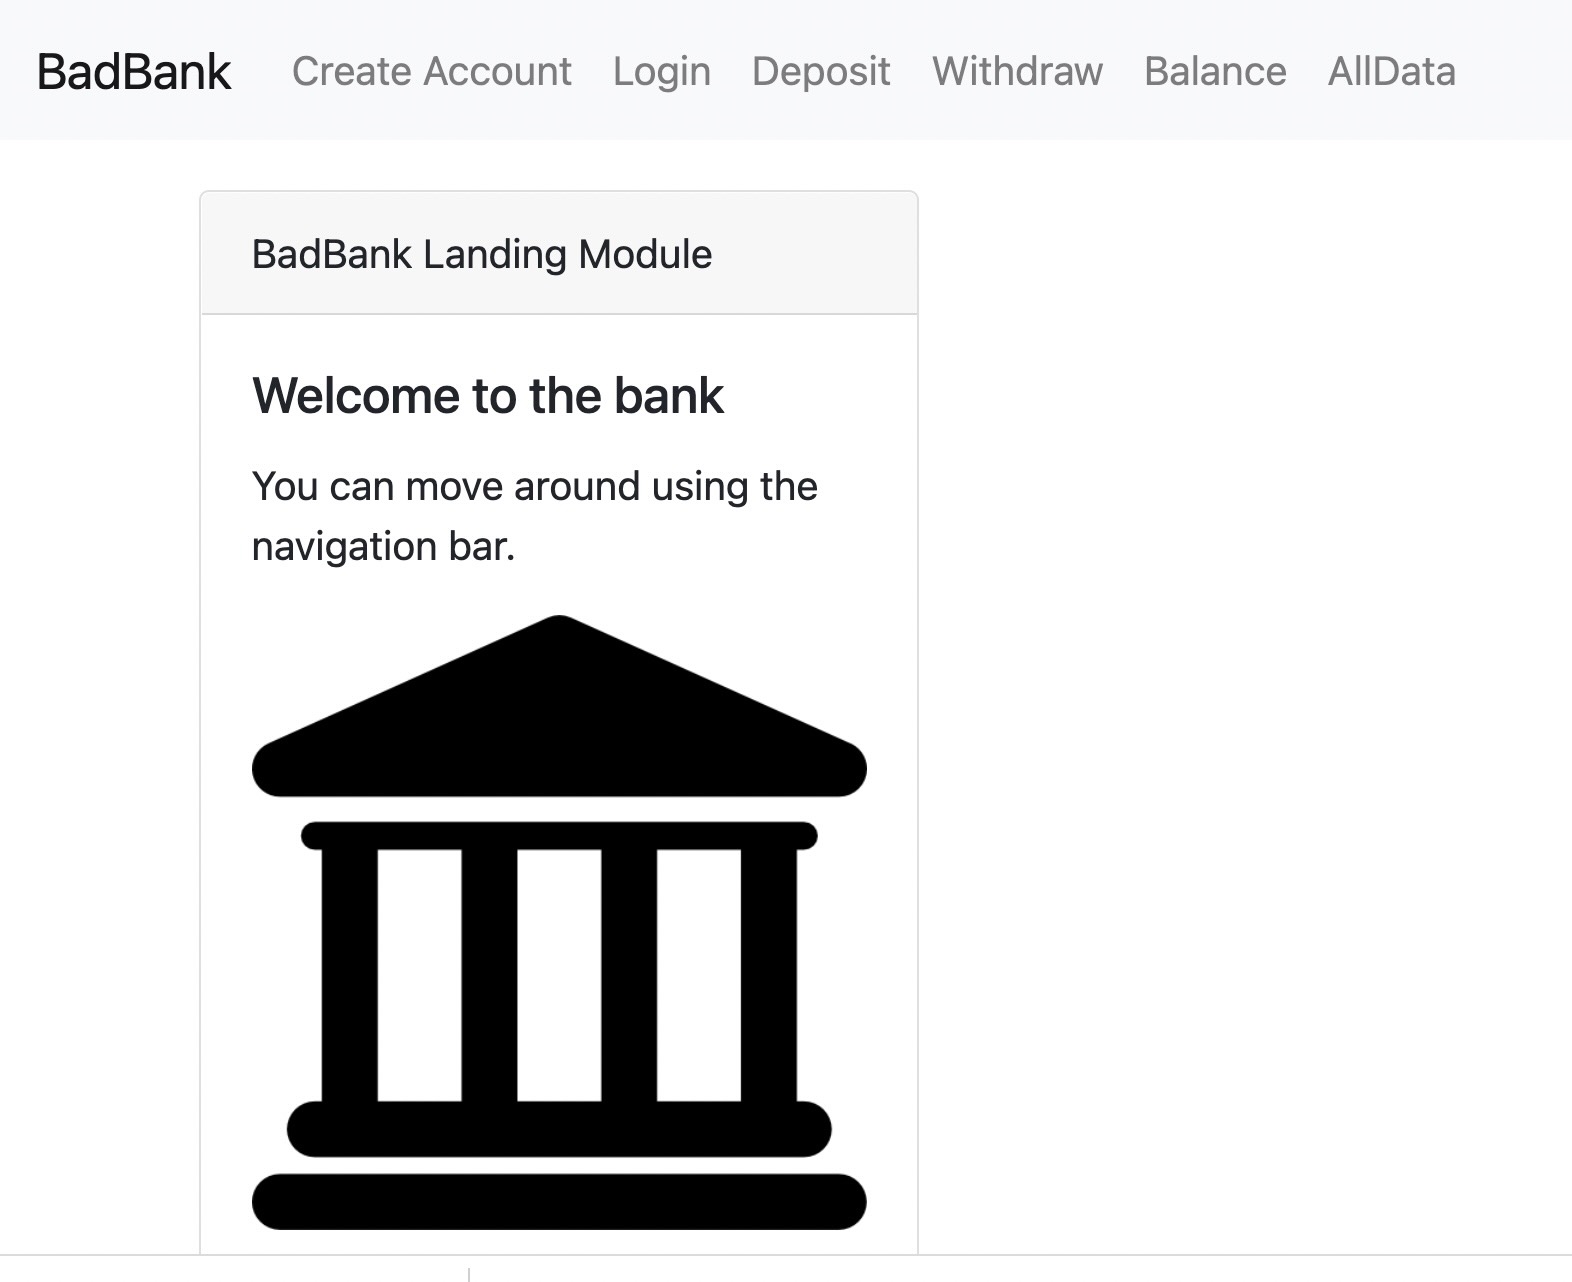 BadBank Create Account Login Deposit Withdraw Balance AllData
BadBank Landing Module
Welcome to the bank
You can move around using the
navigation bar.